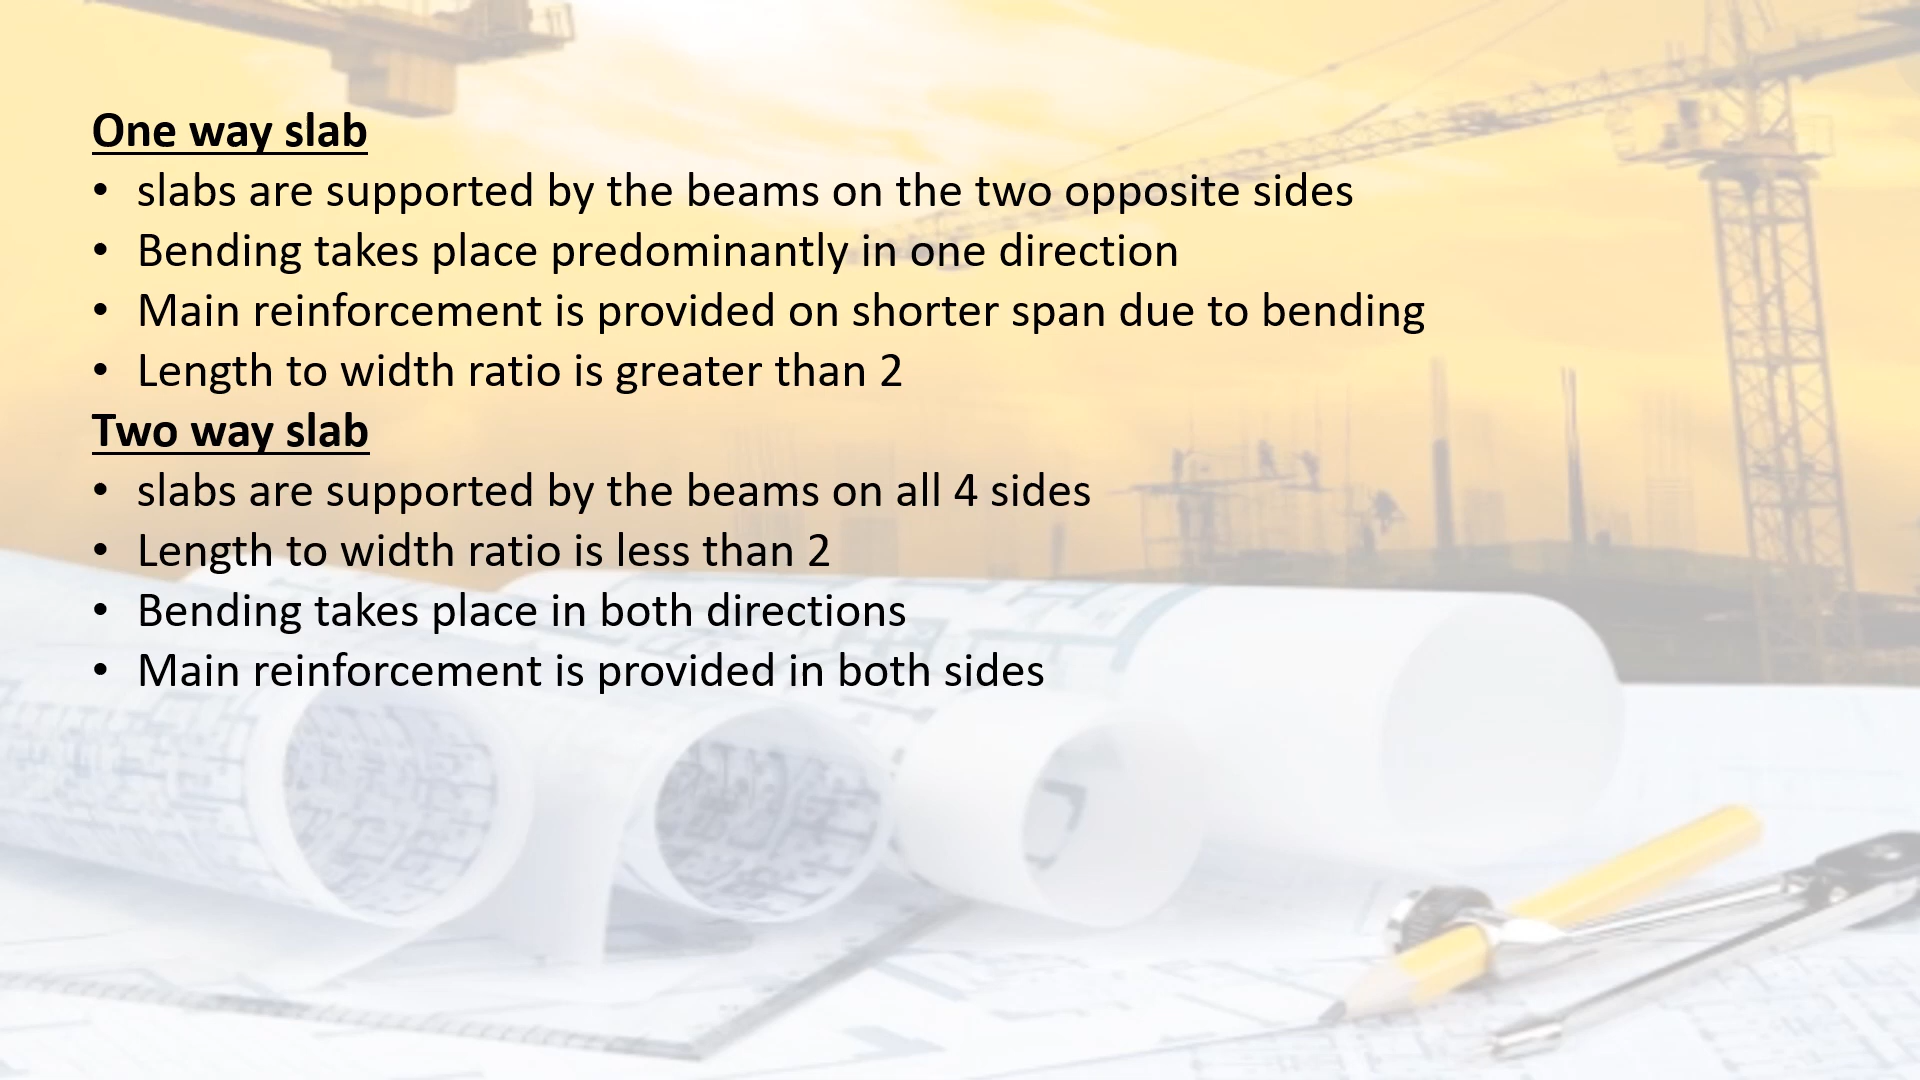 One way slab
• slabs are supported by the beams on the two opposite sides
• Bending takes place predominantly in one direction
• Main reinforcement is provided on shorter span due to bending
• Length to width ratio is greater than 2
Two way slab
• slabs are supported by the beams on all 4 sides
• Length to width ratio is less than 2
• Bending takes place in both directions
• Main reinforcement is provided in both sides